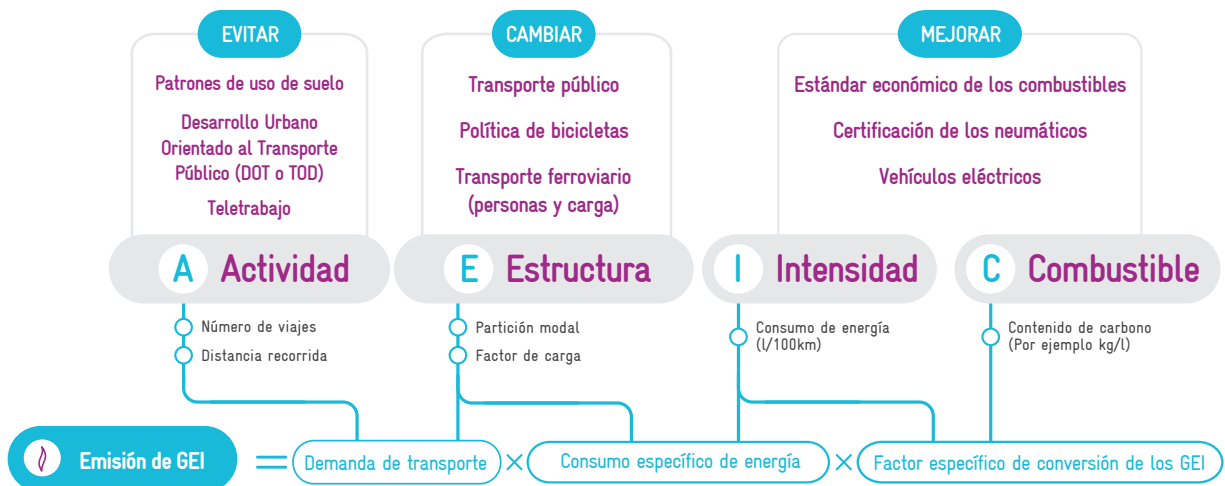 EVITAR
Patrones de uso de suelo
Desarrollo Urbano
Orientado al Transporte
Público (DOT o TOD)
Teletrabajo
CAMBIAR
Transporte público
Política de bicicletas
Transporte ferroviario
(personas y carga)
MEJORAR
Estándar económico de los combustibles
Certificación de los neumáticos
Vehículos eléctricos
A Actividad
Número de viajes
Distancia recorrida
E Estructura
Partición modal
Factor de carga
I Intensidad
Consumo de energía
(l/100km)
C Combustible
Contenido de carbono
(Por ejemplo kg/l)
Emisión de GEI = Demanda de transporte × Consumo específico de energía × Factor específico de conversión de los GEI